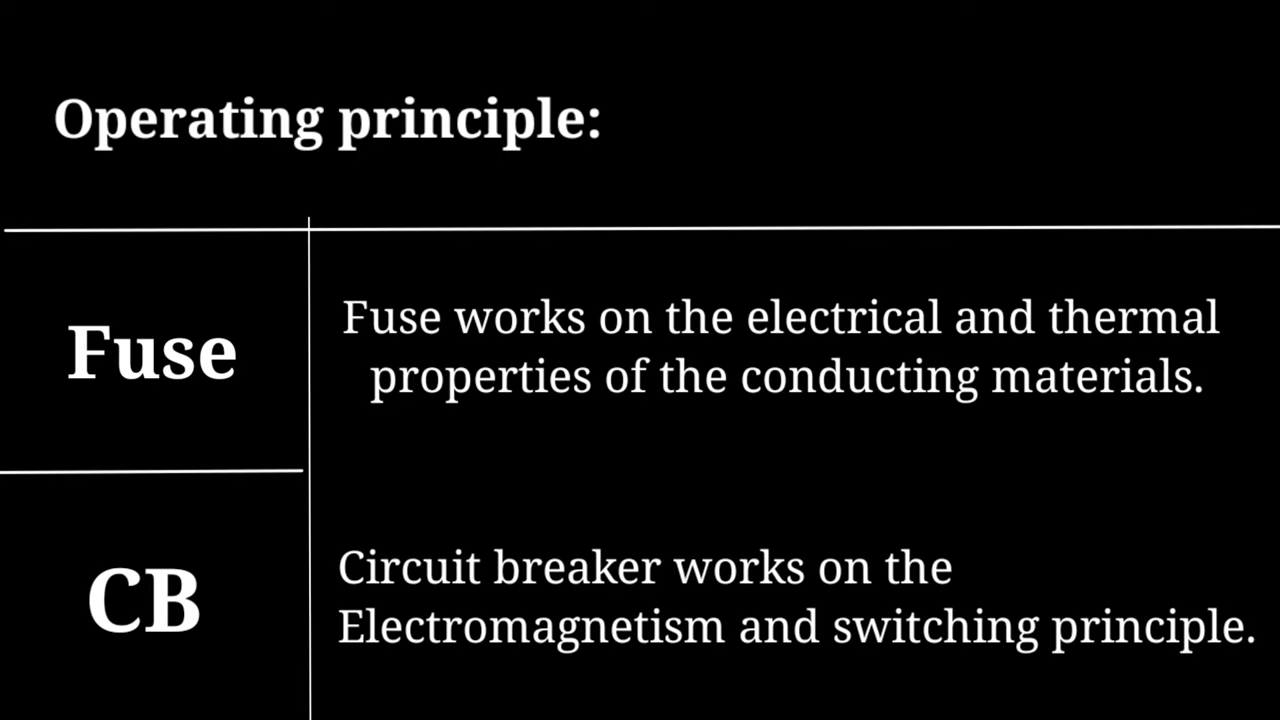 Operating principle:
Fuse
Fuse works on the electrical and thermal
properties of the conducting materials.
CB
Circuit breaker works on the
Electromagnetism and switching principle.